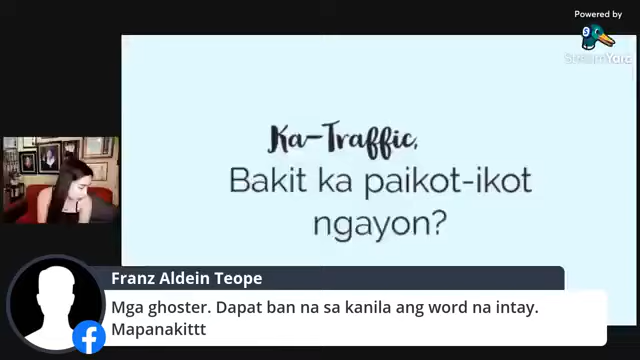 Powered by
StreamYard
Ka-Traffic,
Bakit ka paikot-ikot
ngayon?
Franz Aldein Teope
Mga ghoster. Dapat ban na sa kanila ang word na intay.
Mapanakittt